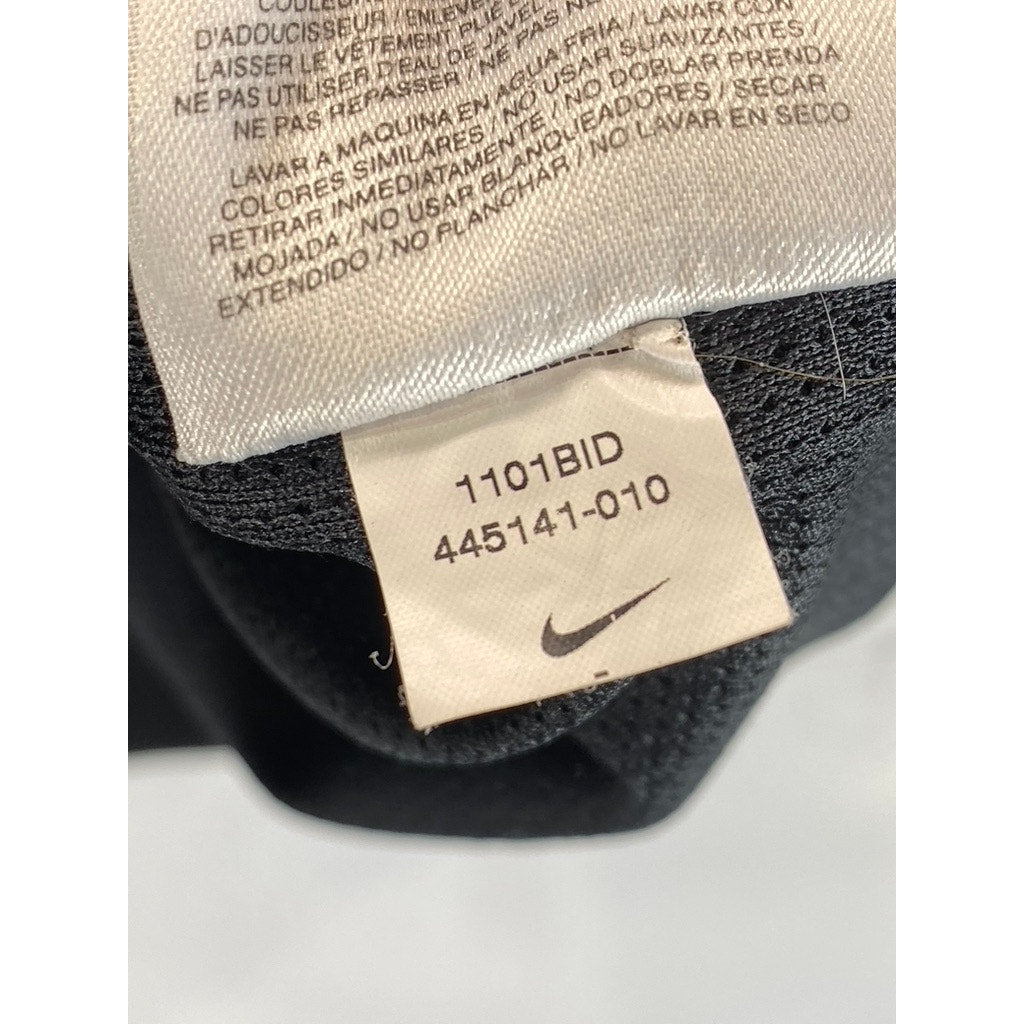 COULEURS
D'ADOUCISSEUR / ENLEVER
LAISSER LE VÊTEMENT PLIÉ
NE PAS UTILISER D'EAU DE JAVEL
NE PAS REPASSER / NE PAS
LAVAR A MAQUINA EN AGUA FRIA / LAVAR CON
COLORES SIMILARES / NO USAR SUAVIZANTES /
RETIRAR INMEDIATAMENTE / NO DOBLAR PRENDA
MOJADA / NO USAR BLANQUEADORES / SECAR
EXTENDIDO / NO PLANCHAR / NO LAVAR EN SECO
1101BID
445141-010